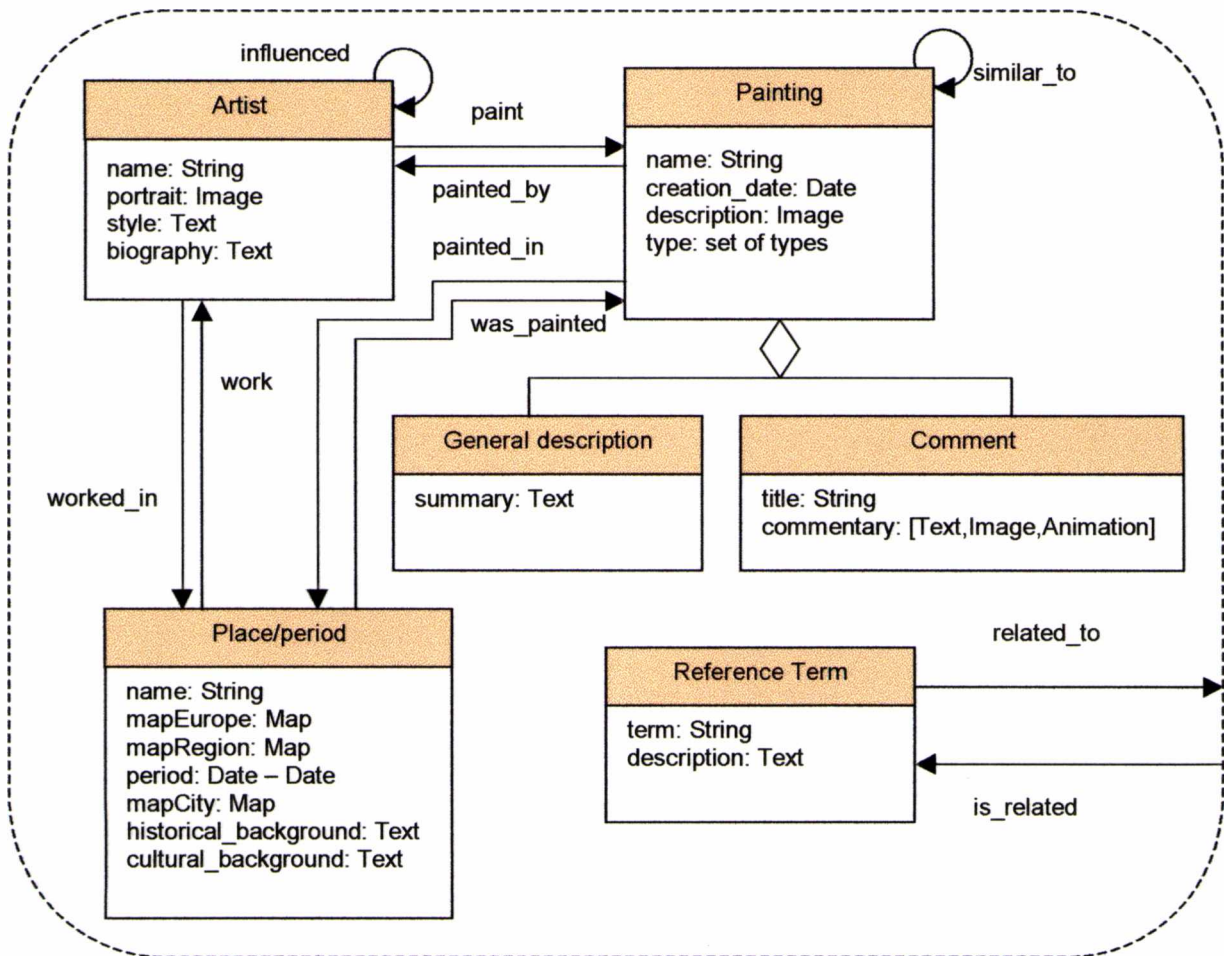 influenced
similar_to
Artist
name: String
portrait: Image
style: Text
biography: Text
paint
painted_by
painted_in
was_painted
Painting
name: String
creation_date: Date
description: Image
type: set of types
work
worked_in
General description
summary: Text
Comment
title: String
commentary: [Text,Image,Animation]
Place/period
name: String
mapEurope: Map
mapRegion: Map
period: Date – Date
mapCity: Map
historical_background: Text
cultural_background: Text
Reference Term
term: String
description: Text
related_to
is_related